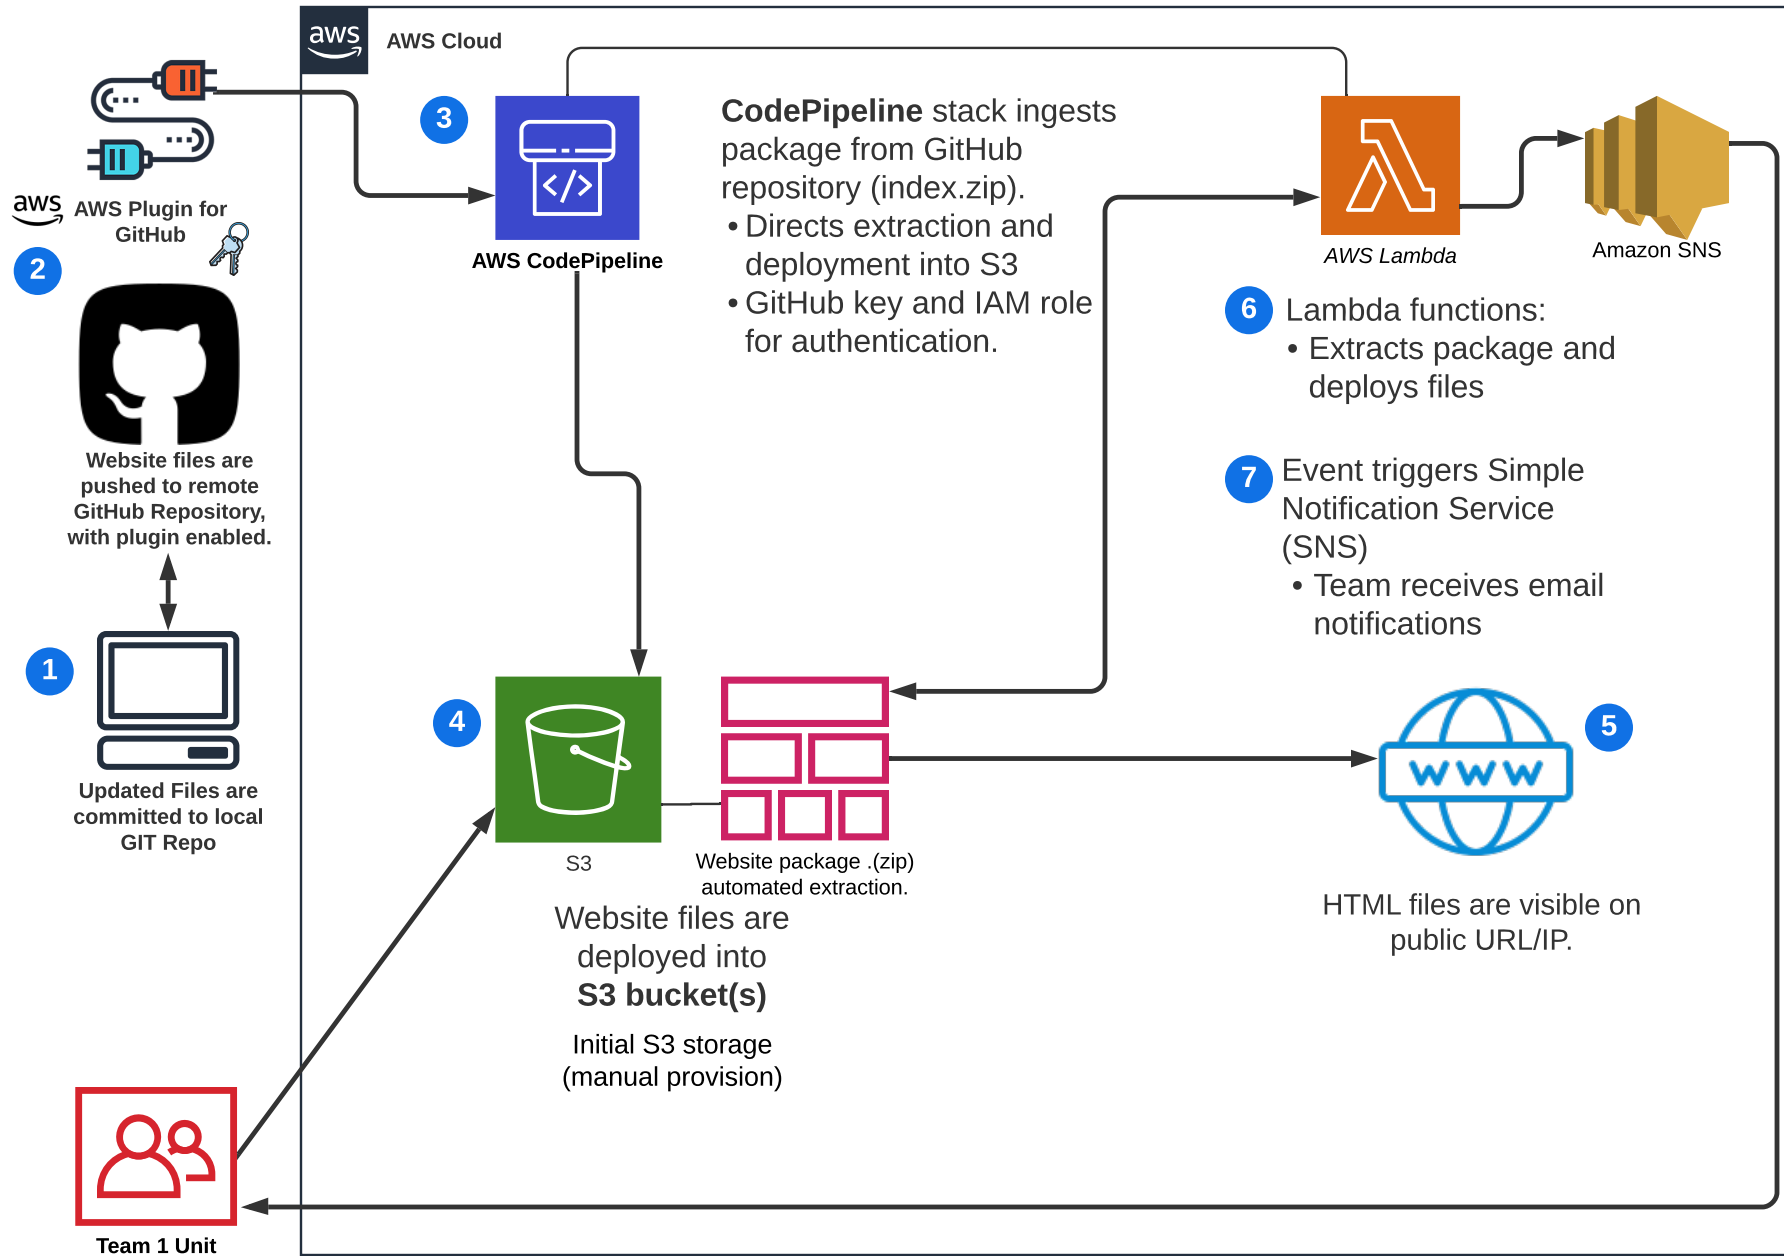 aws
AWS Cloud
AWS Plugin for
GitHub
aws
2
Website files are
pushed to remote
GitHub Repository,
with plugin enabled.
1
Updated Files are
committed to local
GIT Repo
Team 1 Unit
3
AWS CodePipeline
CodePipeline stack ingests
package from GitHub
repository (index.zip).
• Directs extraction and
deployment into S3
• GitHub key and IAM role
for authentication.
AWS Lambda
Amazon SNS
6
Lambda functions:
• Extracts package and
deploys files
7
Event triggers Simple
Notification Service
(SNS)
• Team receives email
notifications
4
S3
Website package .(zip)
automated extraction.
Website files are
deployed into
S3 bucket(s)
Initial S3 storage
(manual provision)
www
5
HTML files are visible on
public URL/IP.